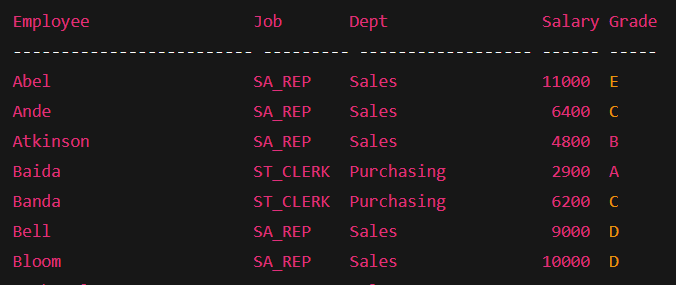 Employee                 Job       Dept               Salary Grade
------------------------- --------- ------------------ ------ -----
Abel                     SA_REP    Sales              11000  E
Ande                     SA_REP    Sales               6400  C
Atkinson                 SA_REP    Sales               4800  B
Baida                    ST_CLERK  Purchasing          2900  A
Banda                    ST_CLERK  Purchasing          6200  C
Bell                     SA_REP    Sales               9000  D
Bloom                    SA_REP    Sales              10000  D